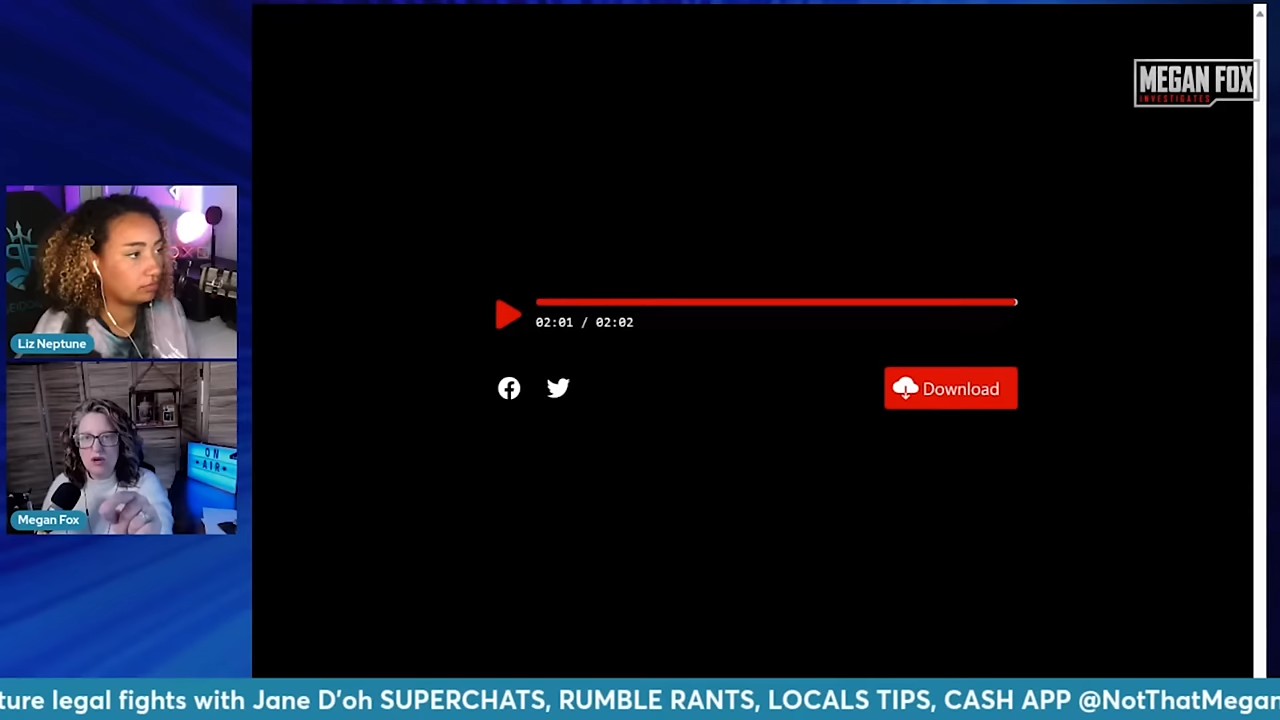 MEGAN FOX
INVESTIGATES
Liz Neptune
02:01 / 02:02
Download
ON
AIR
Megan Fox
ture legal fights with Jane D'oh SUPERCHATS, RUMBLE RANTS, LOCALS TIPS, CASH APP @NotThatMegan